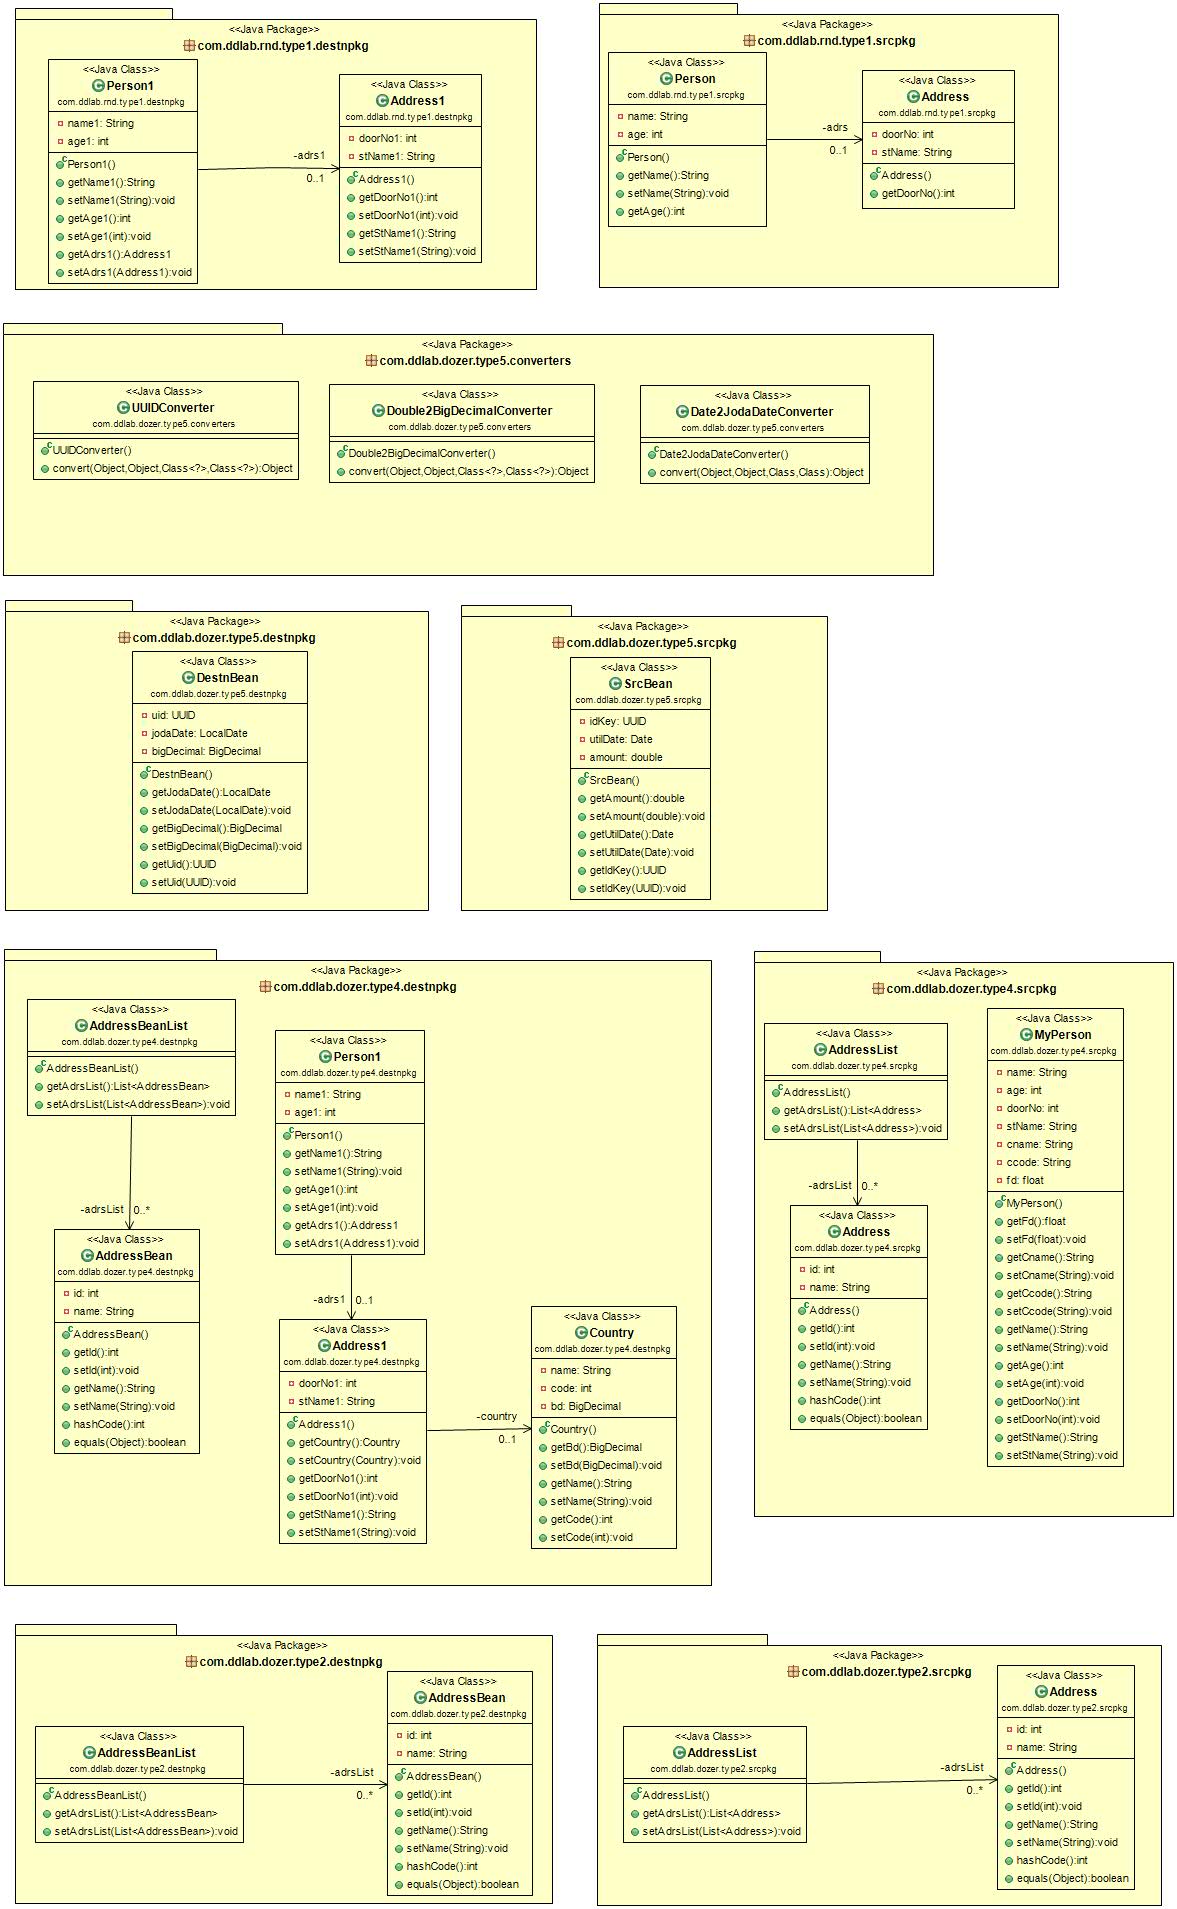 <<Java Package>>
com.ddlab.rnd.type1.destnpkg
<<Java Class>>
Person1
com.ddlab.rnd.type1.destnpkg
name1: String
age1: int
Person1()
getName1():String
setName1(String):void
getAge1():int
setAge1(int):void
getAdrs1():Address1
setAdrs1(Address1):void
-adrs1
0..1
<<Java Class>>
Address1
com.ddlab.rnd.type1.destnpkg
doorNo1: int
stName1: String
Address1()
getDoorNo1():int
setDoorNo1(int):void
getStName1():String
setStName1(String):void
<<Java Package>>
com.ddlab.rnd.type1.srcpkg
<<Java Class>>
Person
com.ddlab.rnd.type1.srcpkg
name: String
age: int
Person()
getName():String
setName(String):void
getAge():int
-adrs
0..1
<<Java Class>>
Address
com.ddlab.rnd.type1.srcpkg
doorNo: int
stName: String
Address()
getDoorNo():int
<<Java Package>>
com.ddlab.dozer.type5.converters
<<Java Class>>
UUIDConverter
com.ddlab.dozer.type5.converters
UUIDConverter()
convert(Object,Object,Class<?>,Class<?>):Object
<<Java Class>>
Double2BigDecimalConverter
com.ddlab.dozer.type5.converters
Double2BigDecimalConverter()
convert(Object,Object,Class<?>,Class<?>):Object
<<Java Class>>
Date2JodaDateConverter
com.ddlab.dozer.type5.converters
Date2JodaDateConverter()
convert(Object,Object,Class,Class):Object
<<Java Package>>
com.ddlab.dozer.type5.destnpkg
<<Java Class>>
DestnBean
com.ddlab.dozer.type5.destnpkg
uid: UUID
jodaDate: LocalDate
bigDecimal: BigDecimal
DestnBean()
getJodaDate():LocalDate
setJodaDate(LocalDate):void
getBigDecimal():BigDecimal
setBigDecimal(BigDecimal):void
getUid():UUID
setUid(UUID):void
<<Java Package>>
com.ddlab.dozer.type5.srcpkg
<<Java Class>>
SrcBean
com.ddlab.dozer.type5.srcpkg
idKey: UUID
utilDate: Date
amount: double
SrcBean()
getAmount():double
setAmount(double):void
getUtilDate():Date
setUtilDate(Date):void
getIdKey():UUID
setIdKey(UUID):void
<<Java Package>>
com.ddlab.dozer.type4.destnpkg
<<Java Class>>
AddressBeanList
com.ddlab.dozer.type4.destnpkg
AddressBeanList()
getAdrsList():List<AddressBean>
setAdrsList(List<AddressBean>):void
-adrsList
0..*
<<Java Class>>
AddressBean
com.ddlab.dozer.type4.destnpkg
id: int
name: String
AddressBean()
getId():int
setId(int):void
getName():String
setName(String):void
hashCode():int
equals(Object):boolean
<<Java Class>>
Person1
com.ddlab.dozer.type4.destnpkg
name1: String
age1: int
Person1()
getName1():String
setName1(String):void
getAge1():int
setAge1(int):void
getAdrs1():Address1
setAdrs1(Address1):void
-adrs1
0..1
<<Java Class>>
Address1
com.ddlab.dozer.type4.destnpkg
doorNo1: int
stName1: String
Address1()
getCountry():Country
setCountry(Country):void
getDoorNo1():int
setDoorNo1(int):void
getStName1():String
setStName1(String):void
-country
0..1
<<Java Class>>
Country
com.ddlab.dozer.type4.destnpkg
name: String
code: int
bd: BigDecimal
Country()
getBd():BigDecimal
setBd(BigDecimal):void
getName():String
setName(String):void
getCode():int
setCode(int):void
<<Java Package>>
com.ddlab.dozer.type4.srcpkg
<<Java Class>>
AddressList
com.ddlab.dozer.type4.srcpkg
AddressList()
getAdrsList():List<Address>
setAdrsList(List<Address>):void
-adrsList
0..*
<<Java Class>>
Address
com.ddlab.dozer.type4.srcpkg
id: int
name: String
Address()
getId():int
setId(int):void
getName():String
setName(String):void
hashCode():int
equals(Object):boolean
<<Java Class>>
MyPerson
com.ddlab.dozer.type4.srcpkg
name: String
age: int
doorNo: int
stName: String
cname: String
ccode: String
fd: float
MyPerson()
getFd():float
setFd(float):void
getCname():String
setCname(String):void
getCcode():String
setCcode(String):void
getName():String
setName(String):void
getAge():int
setAge(int):void
getDoorNo():int
setDoorNo(int):void
getStName():String
setStName(String):void
<<Java Package>>
com.ddlab.dozer.type2.destnpkg
<<Java Class>>
AddressBeanList
com.ddlab.dozer.type2.destnpkg
AddressBeanList()
getAdrsList():List<AddressBean>
setAdrsList(List<AddressBean>):void
-adrsList
0..*
<<Java Class>>
AddressBean
com.ddlab.dozer.type2.destnpkg
id: int
name: String
AddressBean()
getId():int
setId(int):void
getName():String
setName(String):void
hashCode():int
equals(Object):boolean
<<Java Package>>
com.ddlab.dozer.type2.srcpkg
<<Java Class>>
AddressList
com.ddlab.dozer.type2.srcpkg
AddressList()
getAdrsList():List<Address>
setAdrsList(List<Address>):void
-adrsList
0..*
<<Java Class>>
Address
com.ddlab.dozer.type2.srcpkg
id: int
name: String
Address()
getId():int
setId(int):void
getName():String
setName(String):void
hashCode():int
equals(Object):boolean